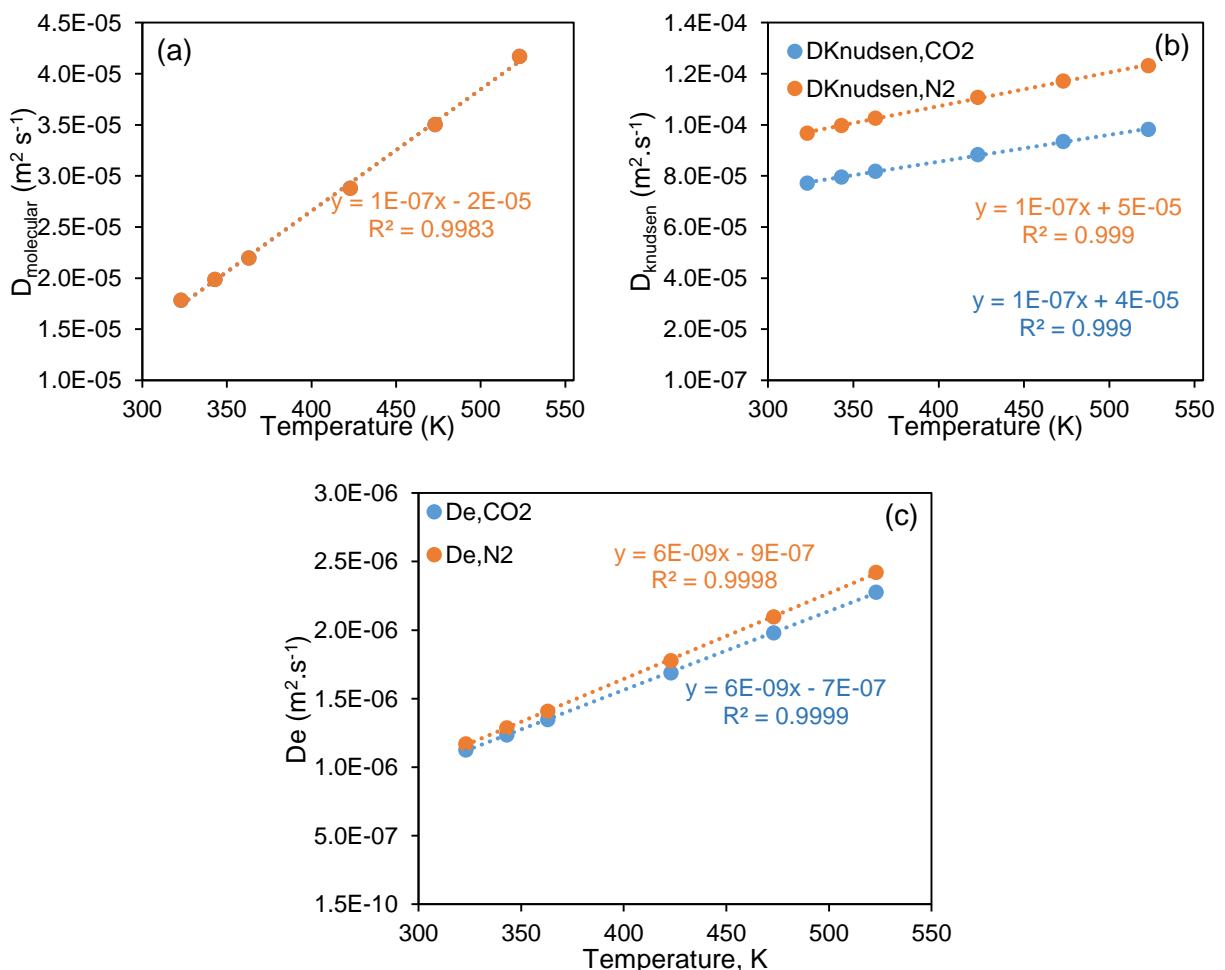 (a)
D_molecular (m² s⁻¹)
4.5E-05
4.0E-05
3.5E-05
3.0E-05
2.5E-05
2.0E-05
1.5E-05
1.0E-05
y = 1E-07x - 2E-05
R² = 0.9983
300 350 400 450 500 550
Temperature (K)
(b)
DKnudsen,CO2
DKnudsen,N2
D_knudsen (m².s⁻¹)
1.4E-04
1.2E-04
1.0E-04
8.0E-05
6.0E-05
4.0E-05
2.0E-05
1.0E-07
y = 1E-07x + 5E-05
R² = 0.999
y = 1E-07x + 4E-05
R² = 0.999
300 350 400 450 500 550
Temperature (K)
(c)
De,CO2
De,N2
De (m².s⁻¹)
3.0E-06
2.5E-06
2.0E-06
1.5E-06
1.0E-06
5.0E-07
1.5E-10
y = 6E-09x - 9E-07
R² = 0.9998
y = 6E-09x - 7E-07
R² = 0.9999
300 350 400 450 500 550
Temperature, K